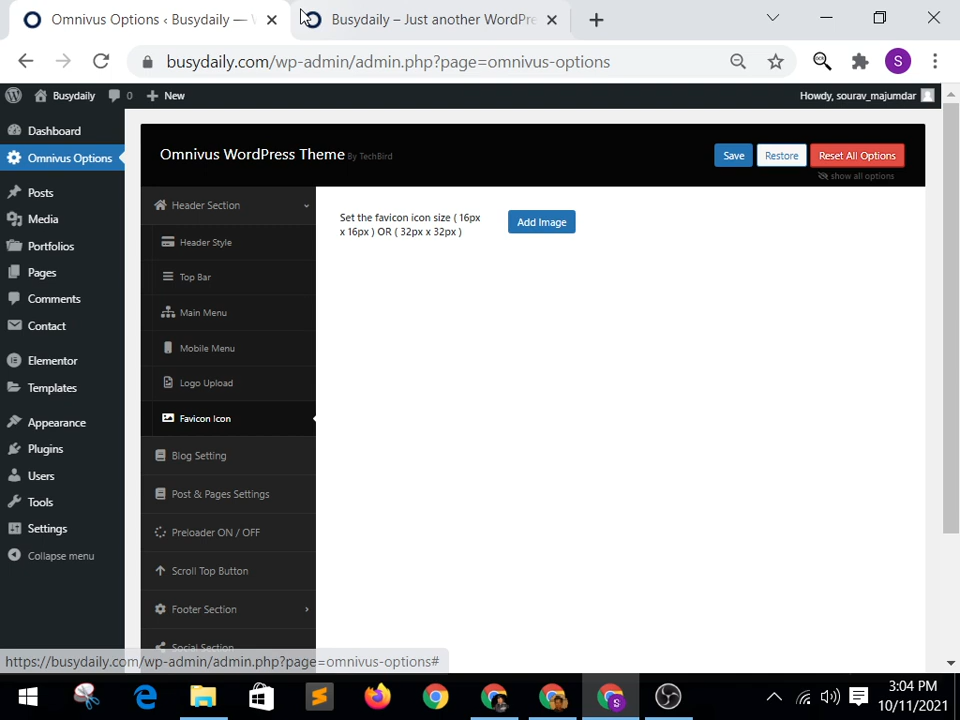 Omnivus Options ‹ Busydaily — W
Busydaily – Just another WordPre
busydaily.com/wp-admin/admin.php?page=omnivus-options
S
Busydaily
0
New
Howdy, sourav_majumdar
Dashboard
Omnivus Options
Posts
Media
Portfolios
Pages
Comments
Contact
Elementor
Templates
Appearance
Plugins
Users
Tools
Settings
Collapse menu
Omnivus WordPress Theme By TechBird
Save
Restore
Reset All Options
show all options
Header Section
Header Style
Top Bar
Main Menu
Mobile Menu
Logo Upload
Favicon Icon
Blog Setting
Post & Pages Settings
Preloader ON / OFF
Scroll Top Button
Footer Section
Social Section
Set the favicon icon size ( 16px
x 16px ) OR ( 32px x 32px )
Add Image
https://busydaily.com/wp-admin/admin.php?page=omnivus-options#
S
3:04 PM
10/11/2021